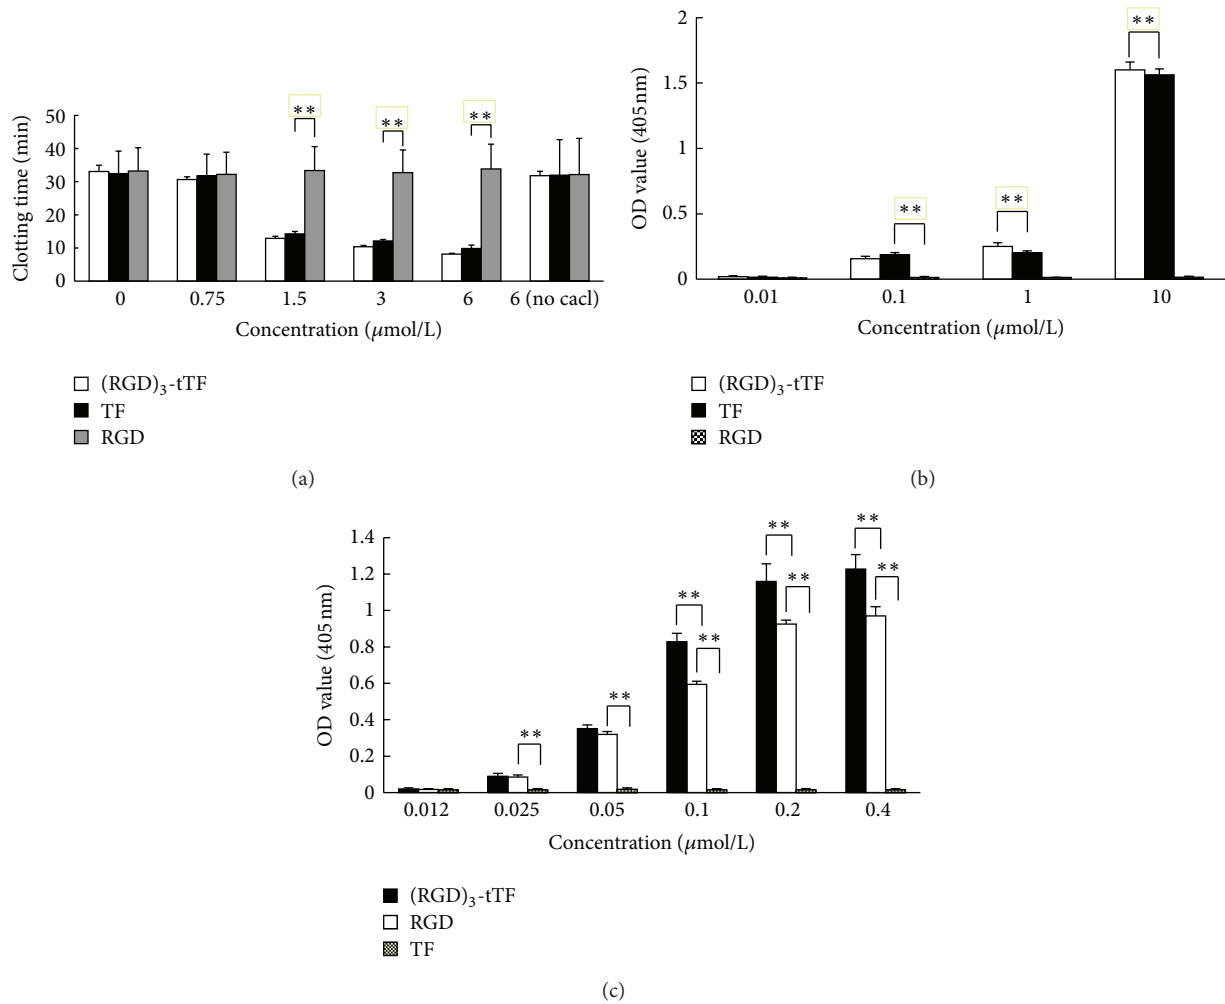 50
40
30
20
10
0
Clotting time (min)
** ** **
0 0.75 1.5 3 6 6 (no cacl)
Concentration (μmol/L)
(RGD)3-tTF
TF
RGD
(a)
2
1.5
1
0.5
0
OD value (405 nm)
** ** **
0.01 0.1 1 10
Concentration (μmol/L)
(RGD)3-tTF
TF
RGD
(b)
1.4
1.2
1
0.8
0.6
0.4
0.2
0
OD value (405 nm)
** ** ** ** ** ** ** **
0.012 0.025 0.05 0.1 0.2 0.4
Concentration (μmol/L)
(RGD)3-tTF
RGD
TF
(c)